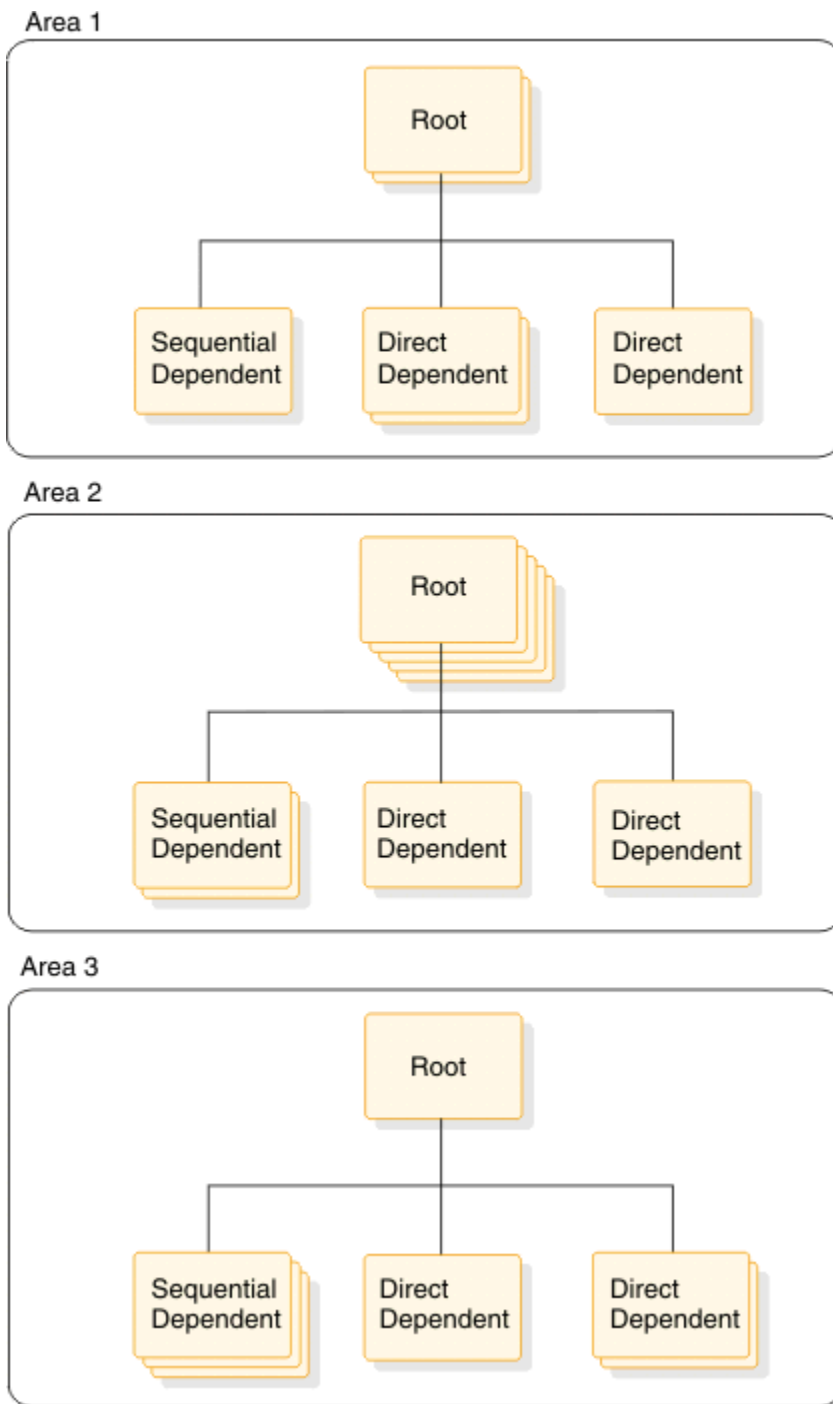 Area 1
Root
Sequential
Dependent
Direct
Dependent
Direct
Dependent
Area 2
Root
Sequential
Dependent
Direct
Dependent
Direct
Dependent
Area 3
Root
Sequential
Dependent
Direct
Dependent
Direct
Dependent